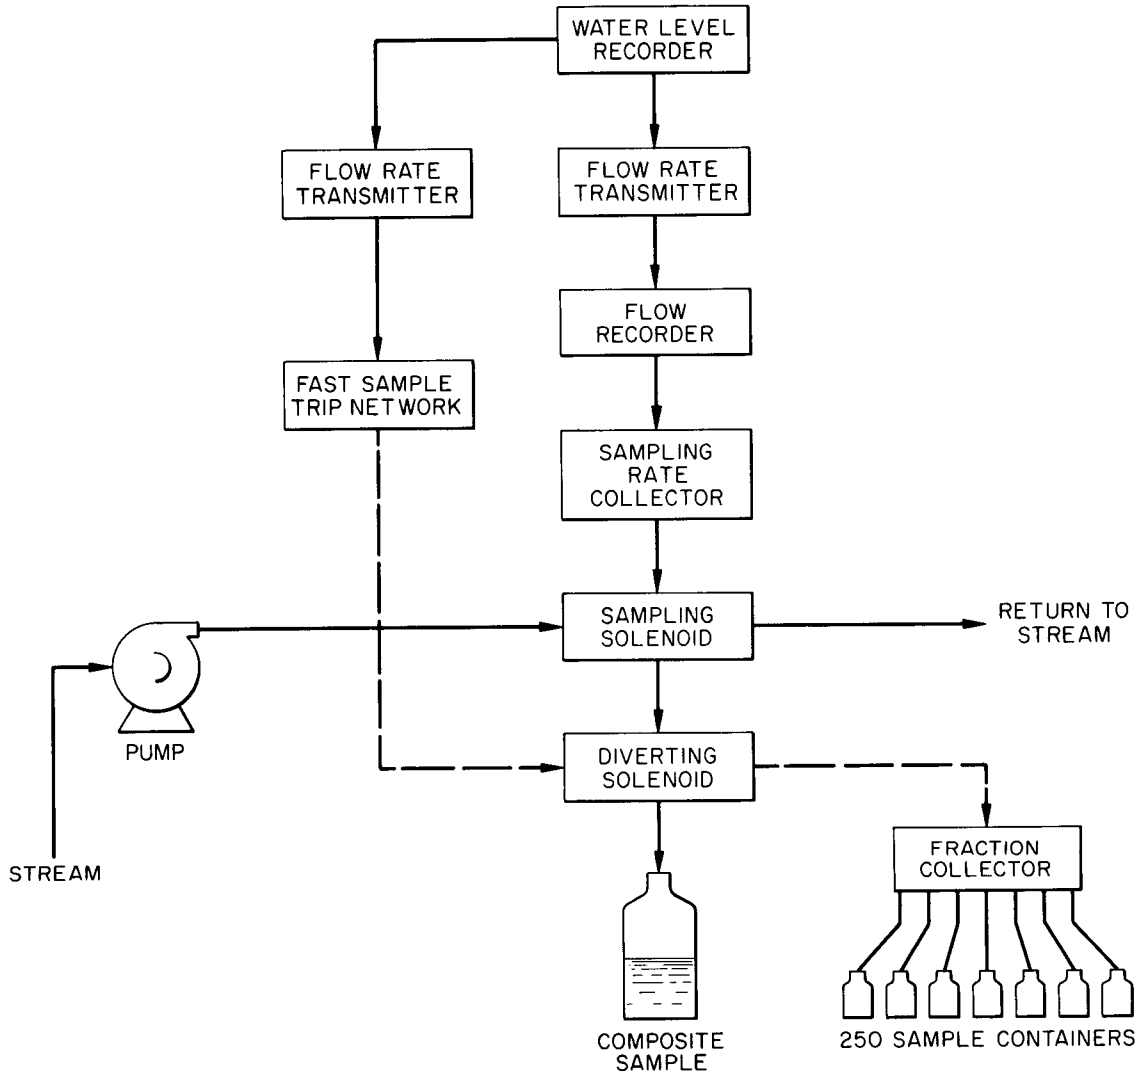 WATER LEVEL
RECORDER
FLOW RATE
TRANSMITTER
FLOW RATE
TRANSMITTER
FLOW
RECORDER
FAST SAMPLE
TRIP NETWORK
SAMPLING
RATE
COLLECTOR
SAMPLING
SOLENOID
RETURN TO
STREAM
PUMP
DIVERTING
SOLENOID
STREAM
FRACTION
COLLECTOR
COMPOSITE
SAMPLE
250 SAMPLE CONTAINERS